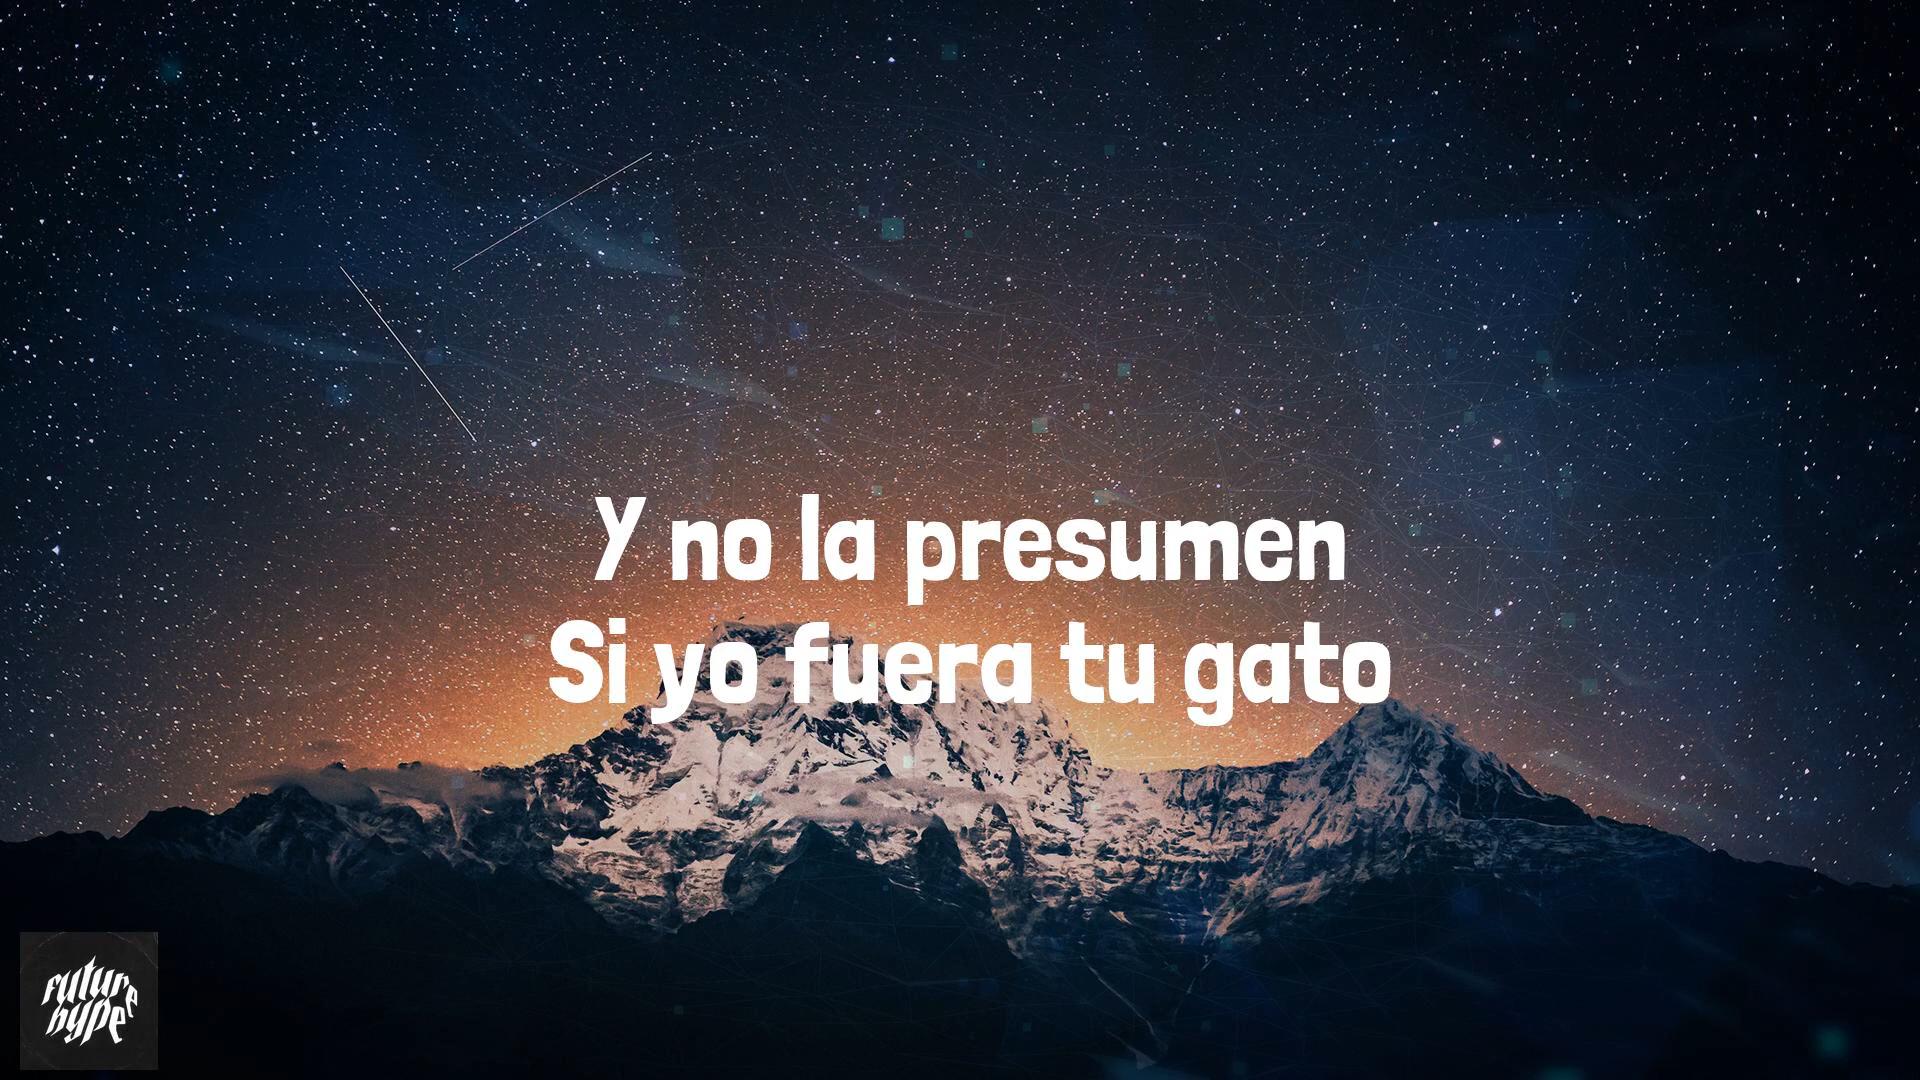 Y no la presumen
Si yo fuera tu gato
future
hype